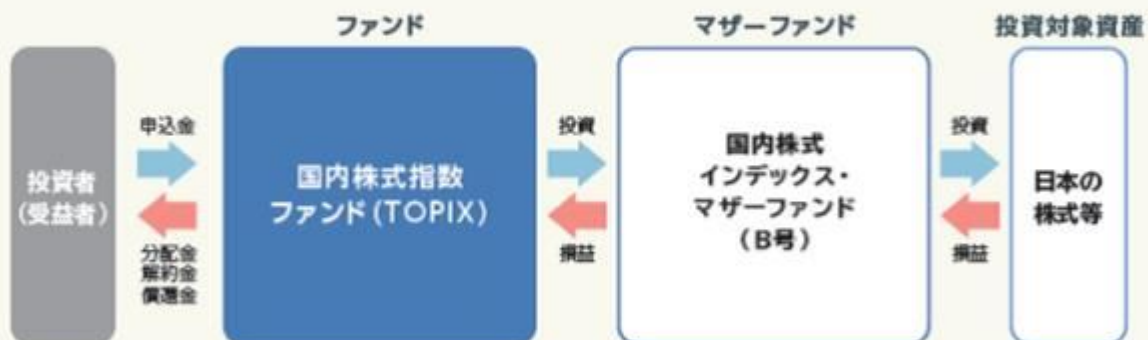 ファンド
マザーファンド
投資対象資産
投資者
(受益者)
申込金
分配金
解約金
償還金
国内株式指数
ファンド(TOPIX)
投資
損益
国内株式
インデックス・
マザーファンド
(B号)
投資
損益
日本の
株式等